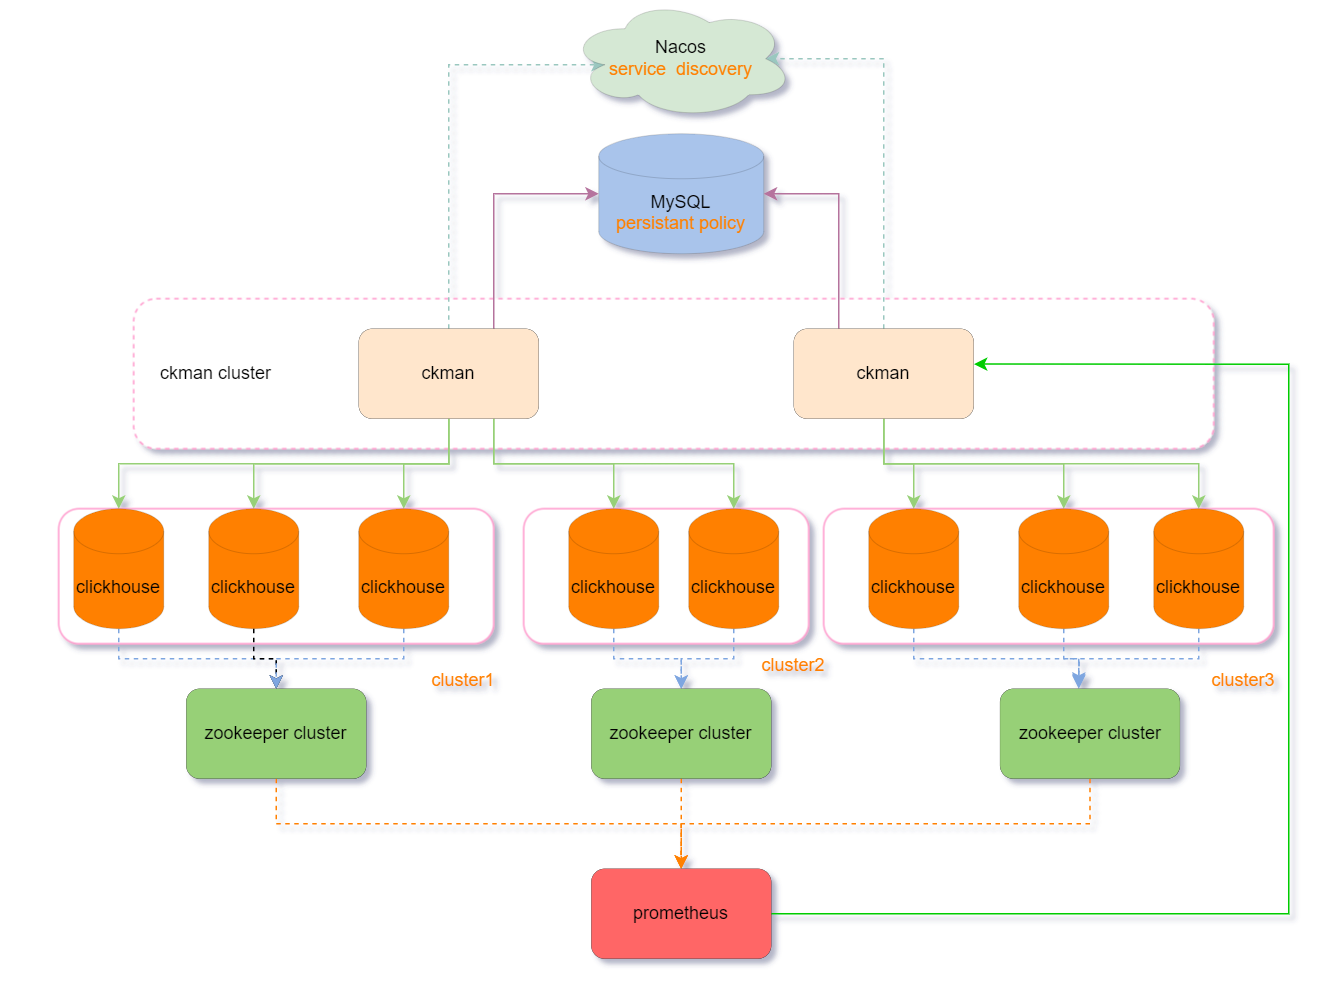 Nacos
service discovery
MySQL
persistant policy
ckman cluster
ckman
ckman
clickhouse
clickhouse
clickhouse
clickhouse
clickhouse
clickhouse
clickhouse
clickhouse
cluster1
cluster2
cluster3
zookeeper cluster
zookeeper cluster
zookeeper cluster
prometheus